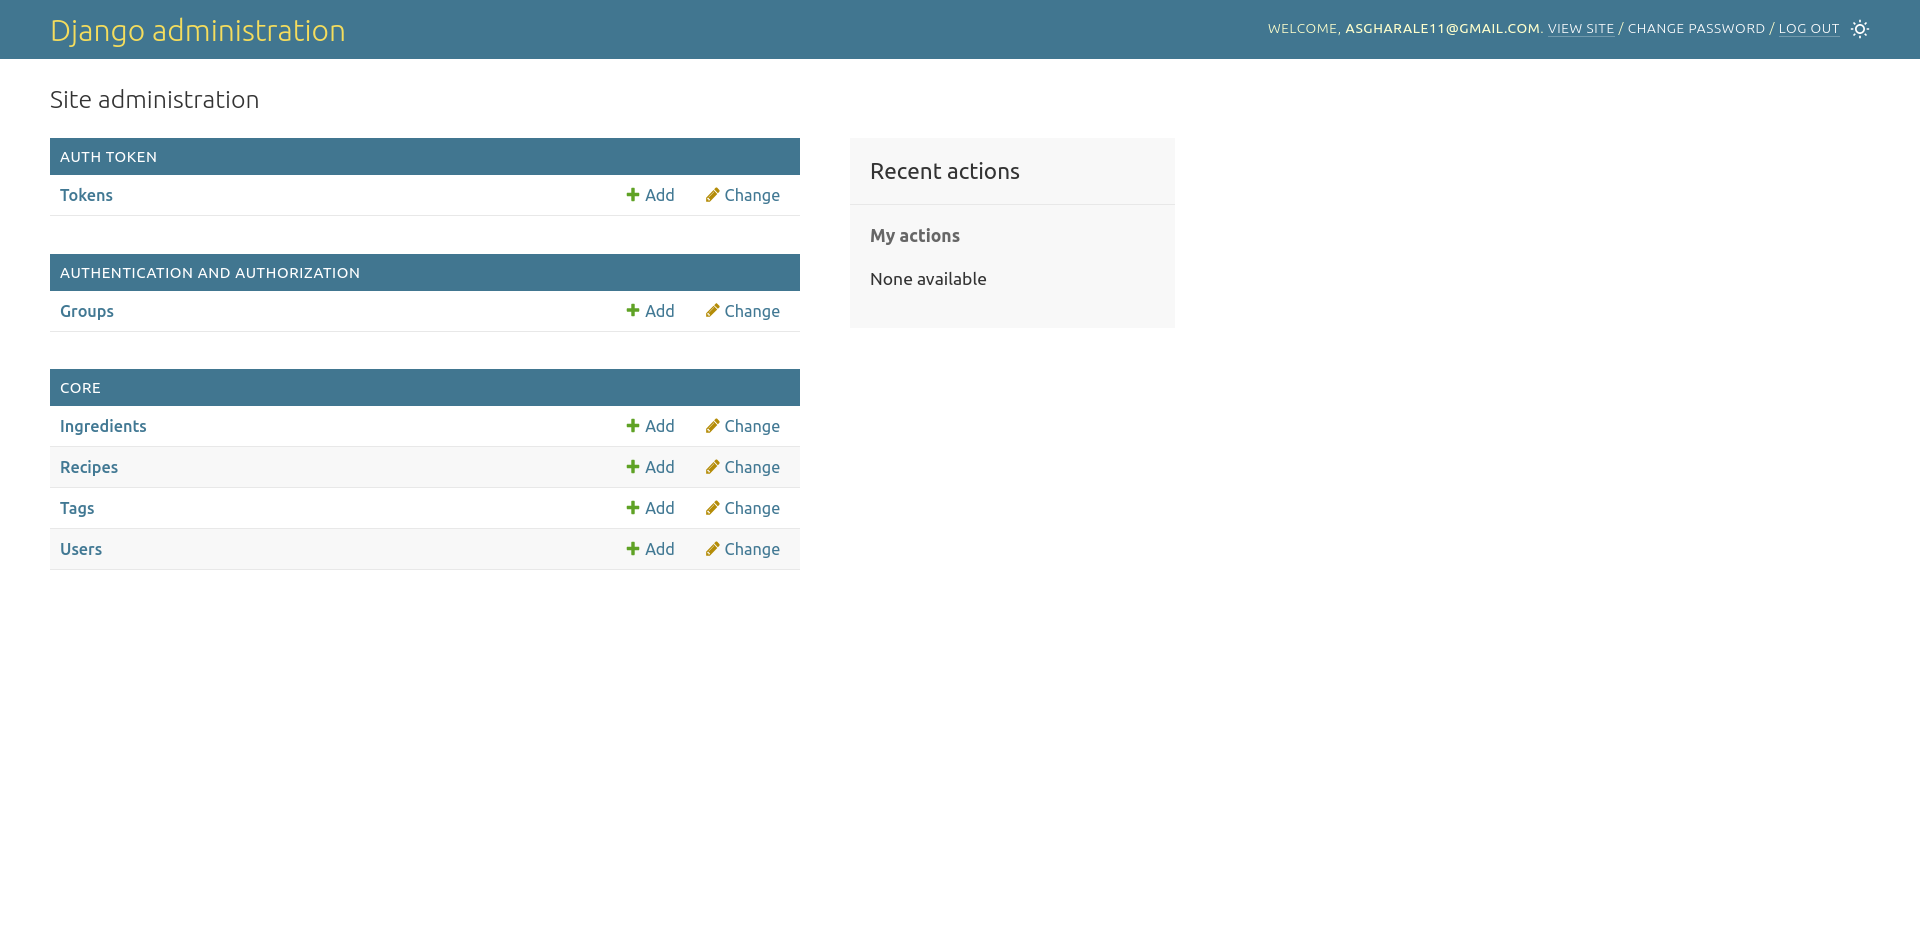 Django administration
WELCOME, ASGHARALE11@GMAIL.COM. VIEW SITE / CHANGE PASSWORD / LOG OUT
Site administration
AUTH TOKEN
Tokens Add Change
AUTHENTICATION AND AUTHORIZATION
Groups Add Change
CORE
Ingredients Add Change
Recipes Add Change
Tags Add Change
Users Add Change
Recent actions
My actions
None available